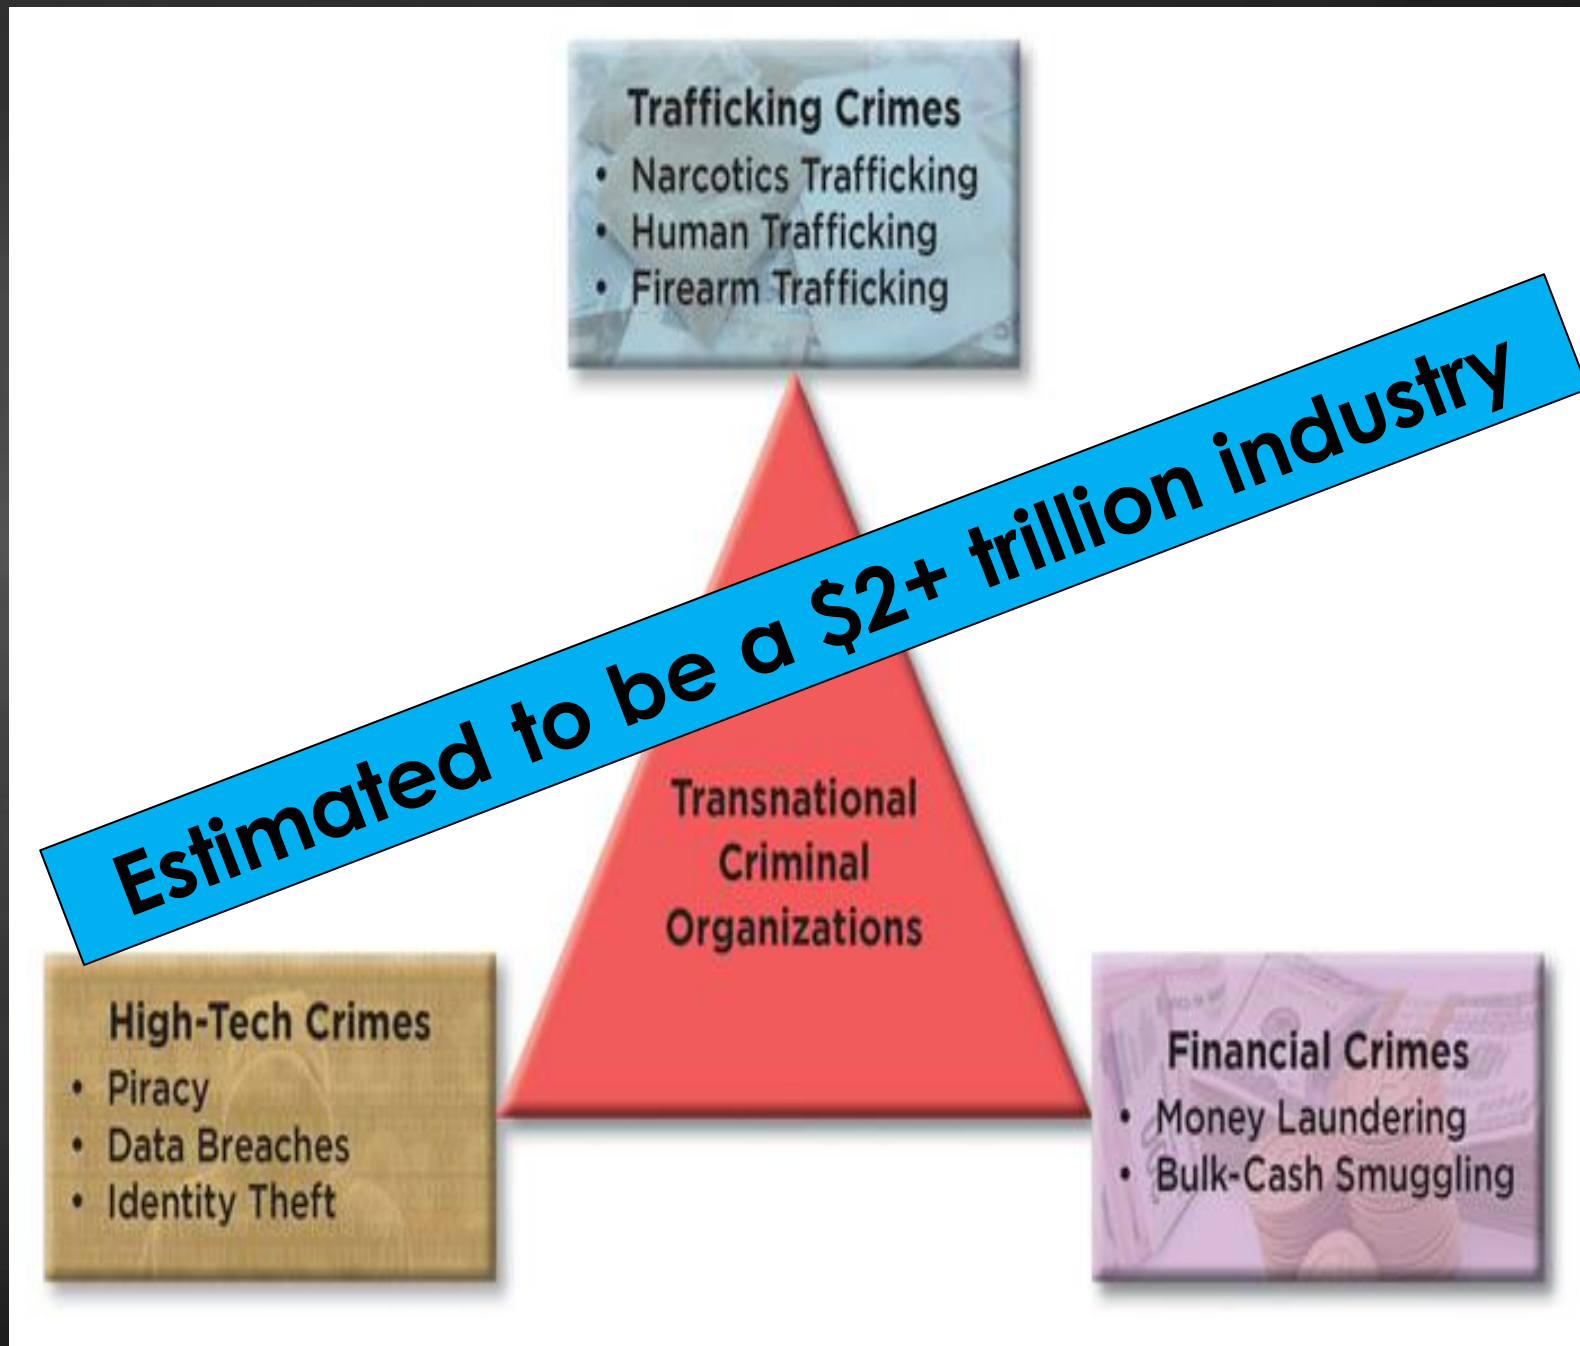 Trafficking Crimes
• Narcotics Trafficking
• Human Trafficking
• Firearm Trafficking
Estimated to be a $2+ trillion industry
Transnational
Criminal
Organizations
High-Tech Crimes
• Piracy
• Data Breaches
• Identity Theft
Financial Crimes
• Money Laundering
• Bulk-Cash Smuggling